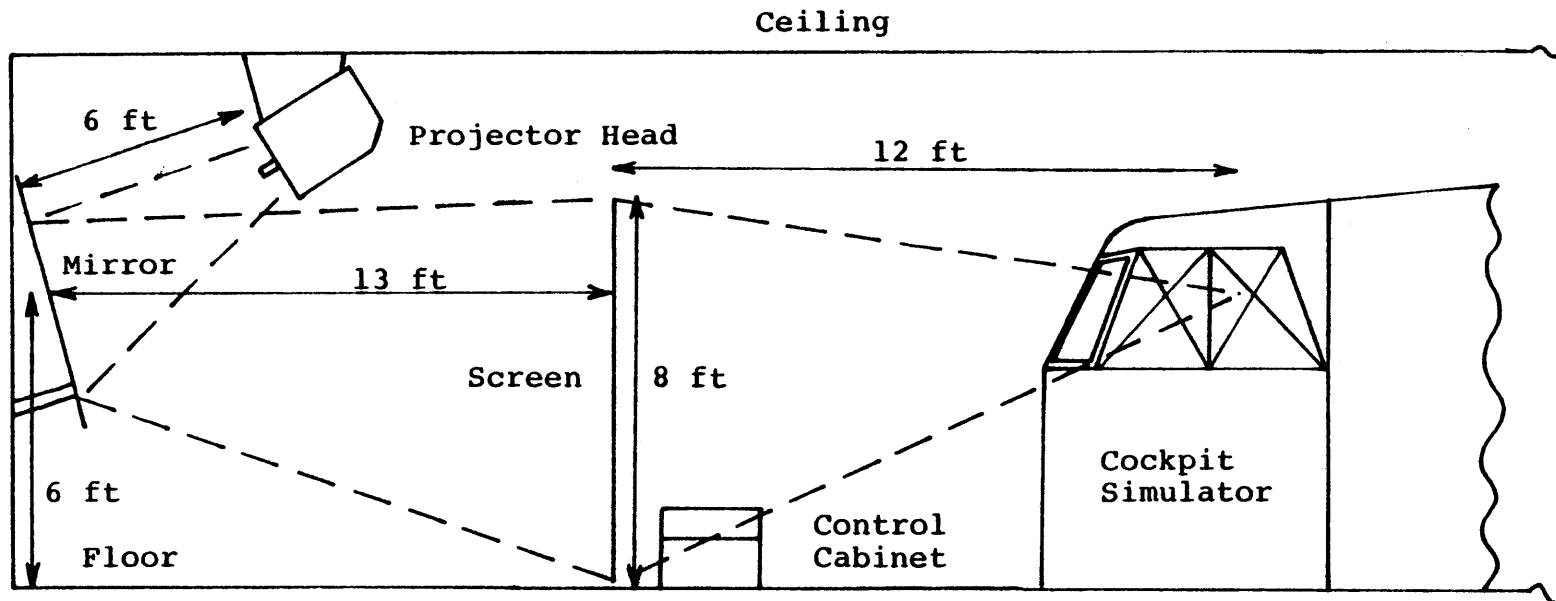 Ceiling
6 ft
Projector Head
12 ft
Mirror
13 ft
Screen
8 ft
Cockpit
Simulator
6 ft
Control
Cabinet
Floor